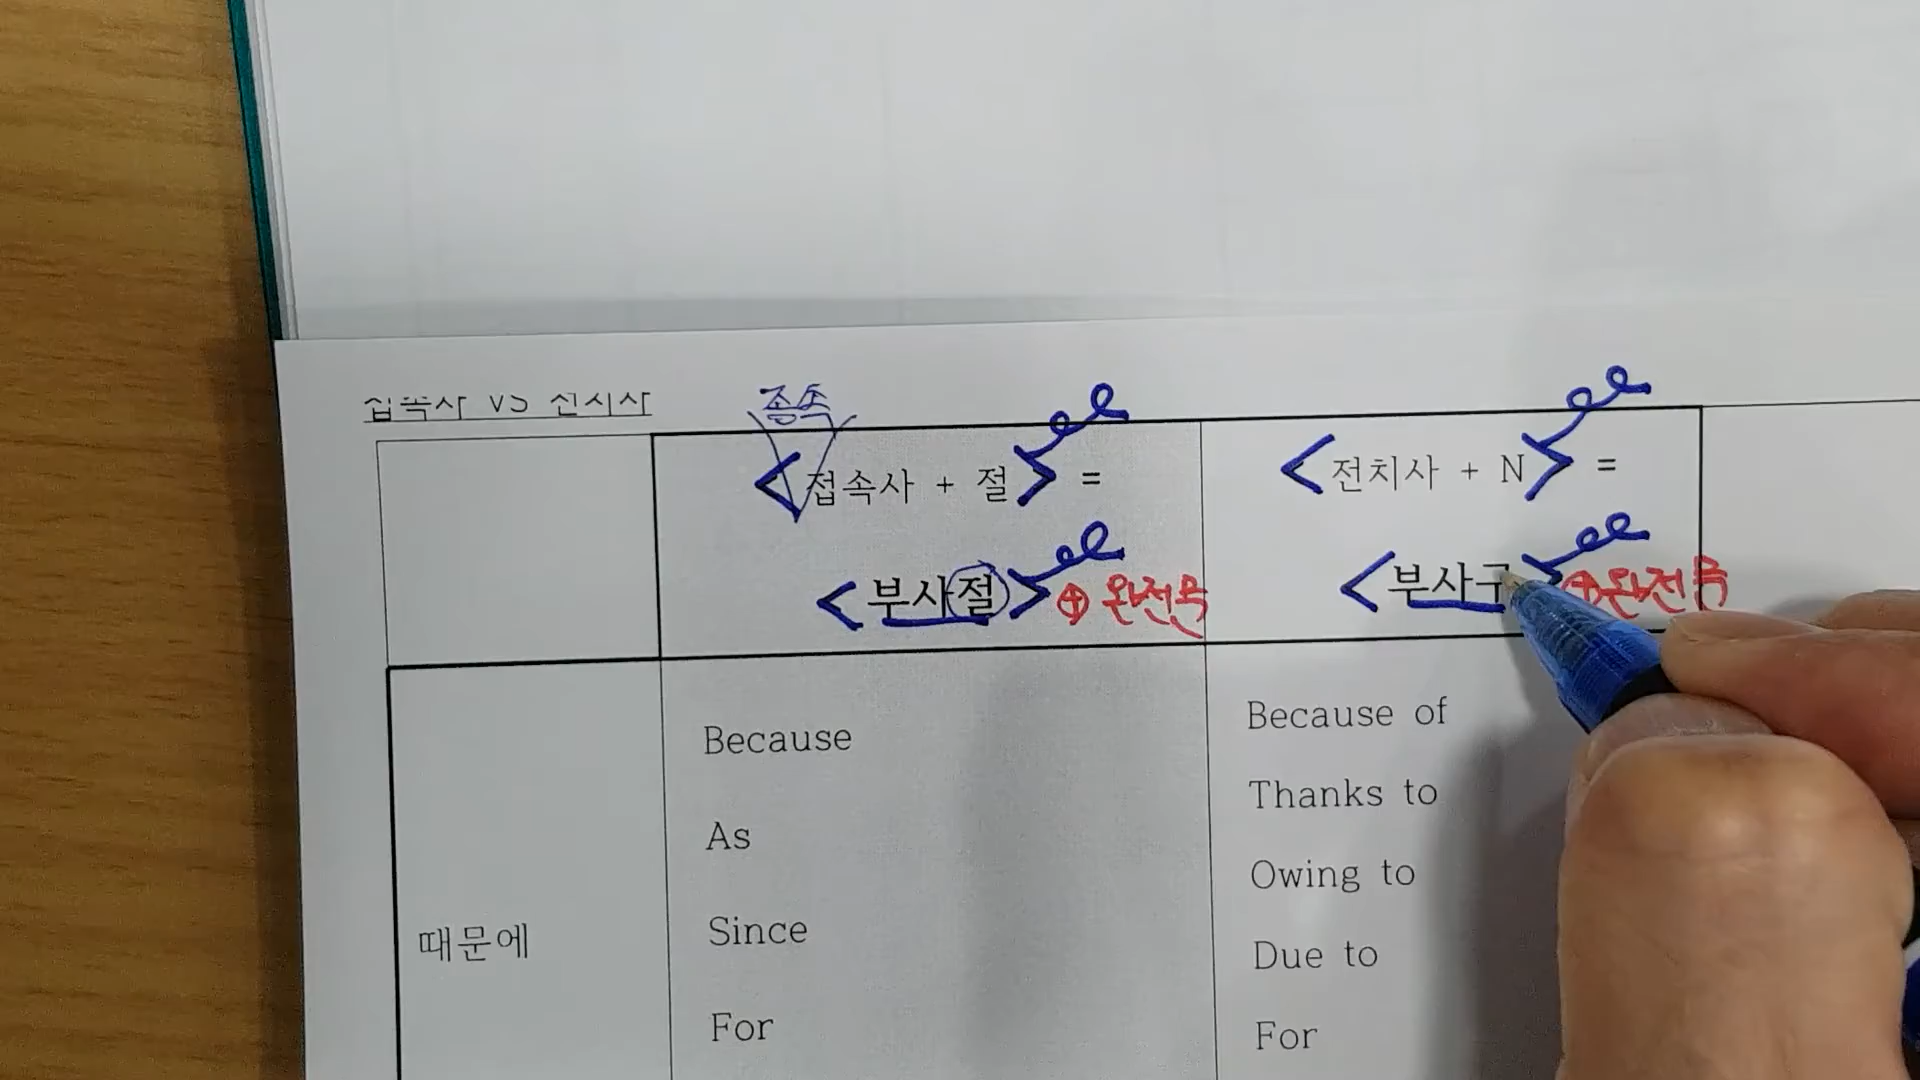 접속사 VS 전치사
종속
<접속사 + 절> =
<부사절> + 완전문
<전치사 + N> =
<부사구> + 완전문
때문에
Because
As
Since
For
Because of
Thanks to
Owing to
Due to
For